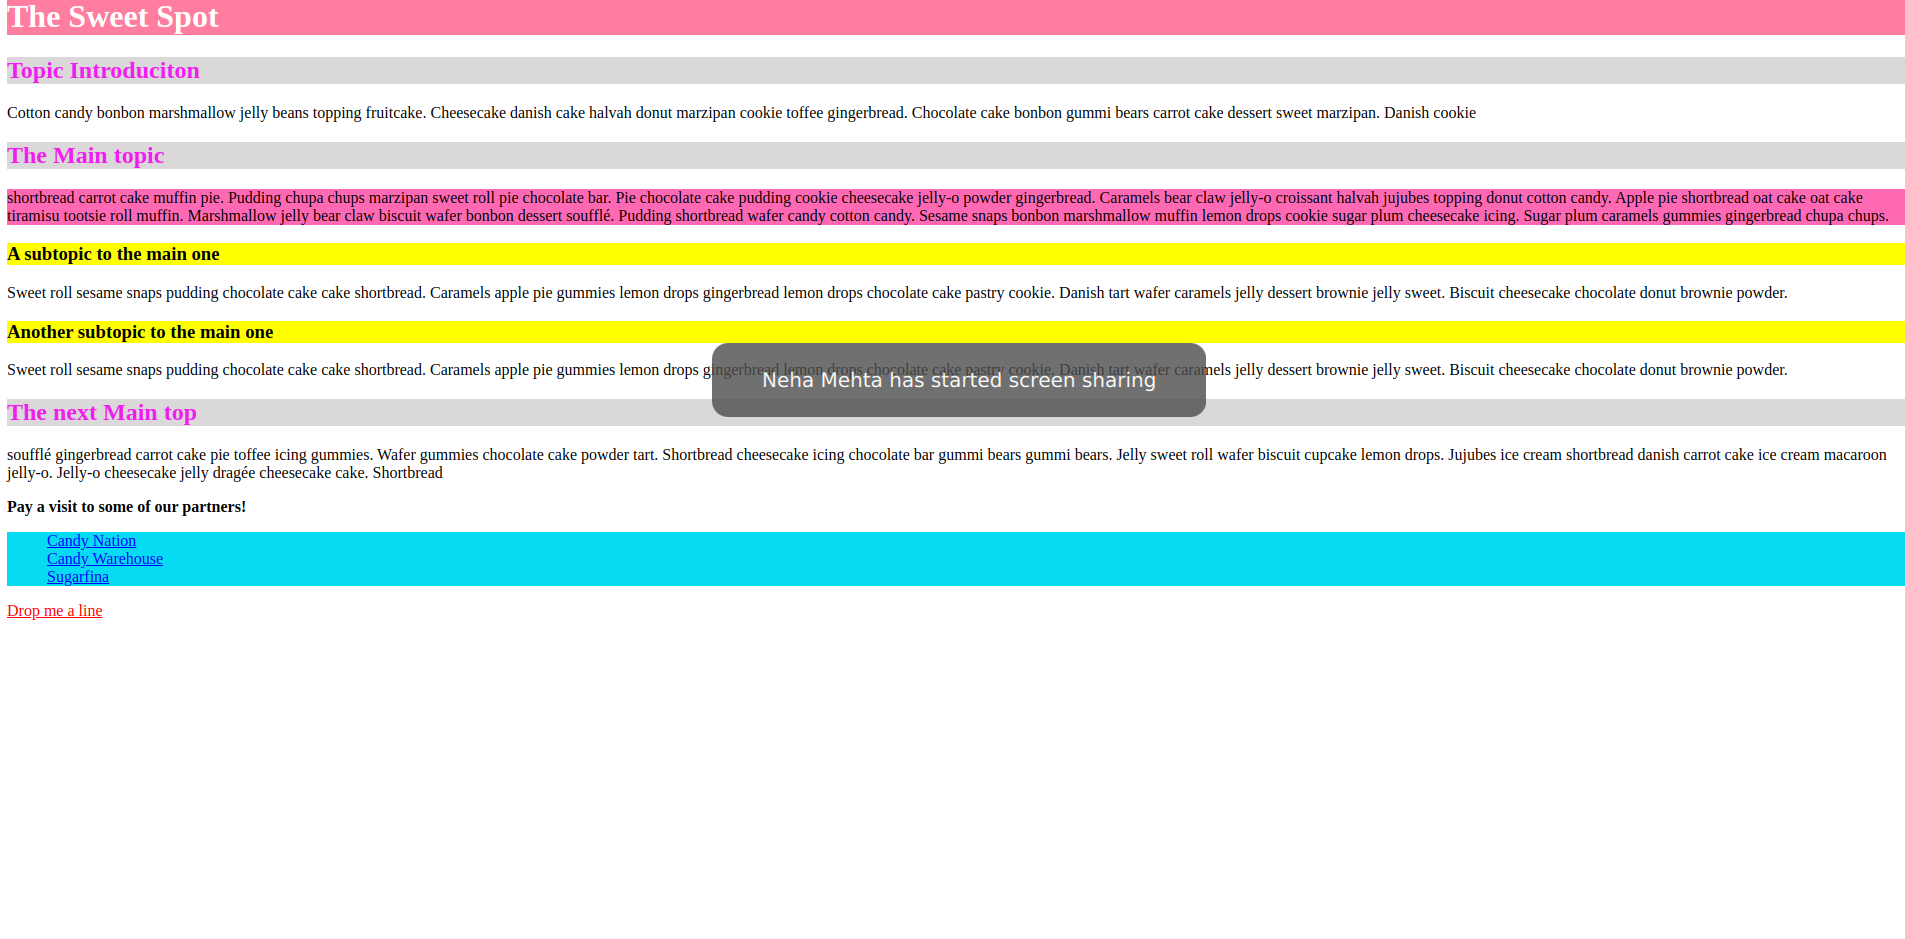 The Sweet Spot
Topic Introduciton
Cotton candy bonbon marshmallow jelly beans topping fruitcake. Cheesecake danish cake halvah donut marzipan cookie toffee gingerbread. Chocolate cake bonbon gummi bears carrot cake dessert sweet marzipan. Danish cookie
The Main topic
shortbread carrot cake muffin pie. Pudding chupa chups marzipan sweet roll pie chocolate bar. Pie chocolate cake pudding cookie cheesecake jelly-o powder gingerbread. Caramels bear claw jelly-o croissant halvah jujubes topping donut cotton candy. Apple pie shortbread oat cake oat cake
tiramisu tootsie roll muffin. Marshmallow jelly bear claw biscuit wafer bonbon dessert soufflé. Pudding shortbread wafer candy cotton candy. Sesame snaps bonbon marshmallow muffin lemon drops cookie sugar plum cheesecake icing. Sugar plum caramels gummies gingerbread chupa chups.
A subtopic to the main one
Sweet roll sesame snaps pudding chocolate cake cake shortbread. Caramels apple pie gummies lemon drops gingerbread lemon drops chocolate cake pastry cookie. Danish tart wafer caramels jelly dessert brownie jelly sweet. Biscuit cheesecake chocolate donut brownie powder.
Another subtopic to the main one
Sweet roll sesame snaps pudding chocolate cake cake shortbread. Caramels apple pie gummies lemon drops gingerbread lemon drops chocolate cake pastry cookie. Danish tart wafer caramels jelly dessert brownie jelly sweet. Biscuit cheesecake chocolate donut brownie powder.
Neha Mehta has started screen sharing
The next Main top
soufflé gingerbread carrot cake pie toffee icing gummies. Wafer gummies chocolate cake powder tart. Shortbread cheesecake icing chocolate bar gummi bears gummi bears. Jelly sweet roll wafer biscuit cupcake lemon drops. Jujubes ice cream shortbread danish carrot cake ice cream macaroon
jelly-o. Jelly-o cheesecake jelly dragée cheesecake cake. Shortbread
Pay a visit to some of our partners!
Candy Nation
Candy Warehouse
Sugarfina
Drop me a line